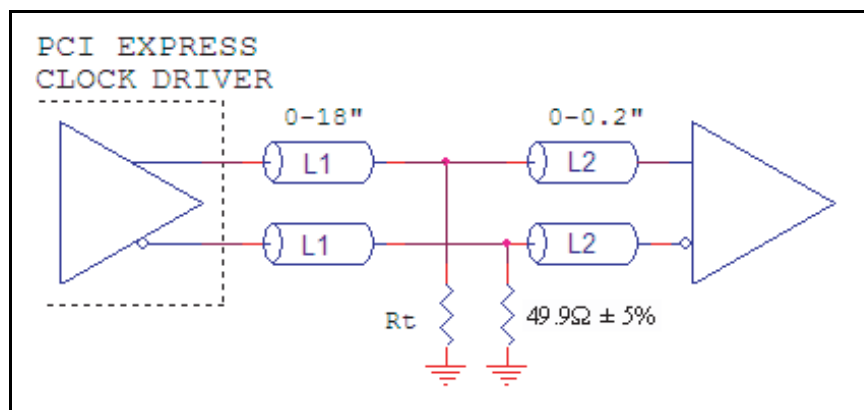 PCI EXPRESS
CLOCK DRIVER
0-18"
0-0.2"
L1
L2
L1
L2
Rt
49.9Ω ± 5%